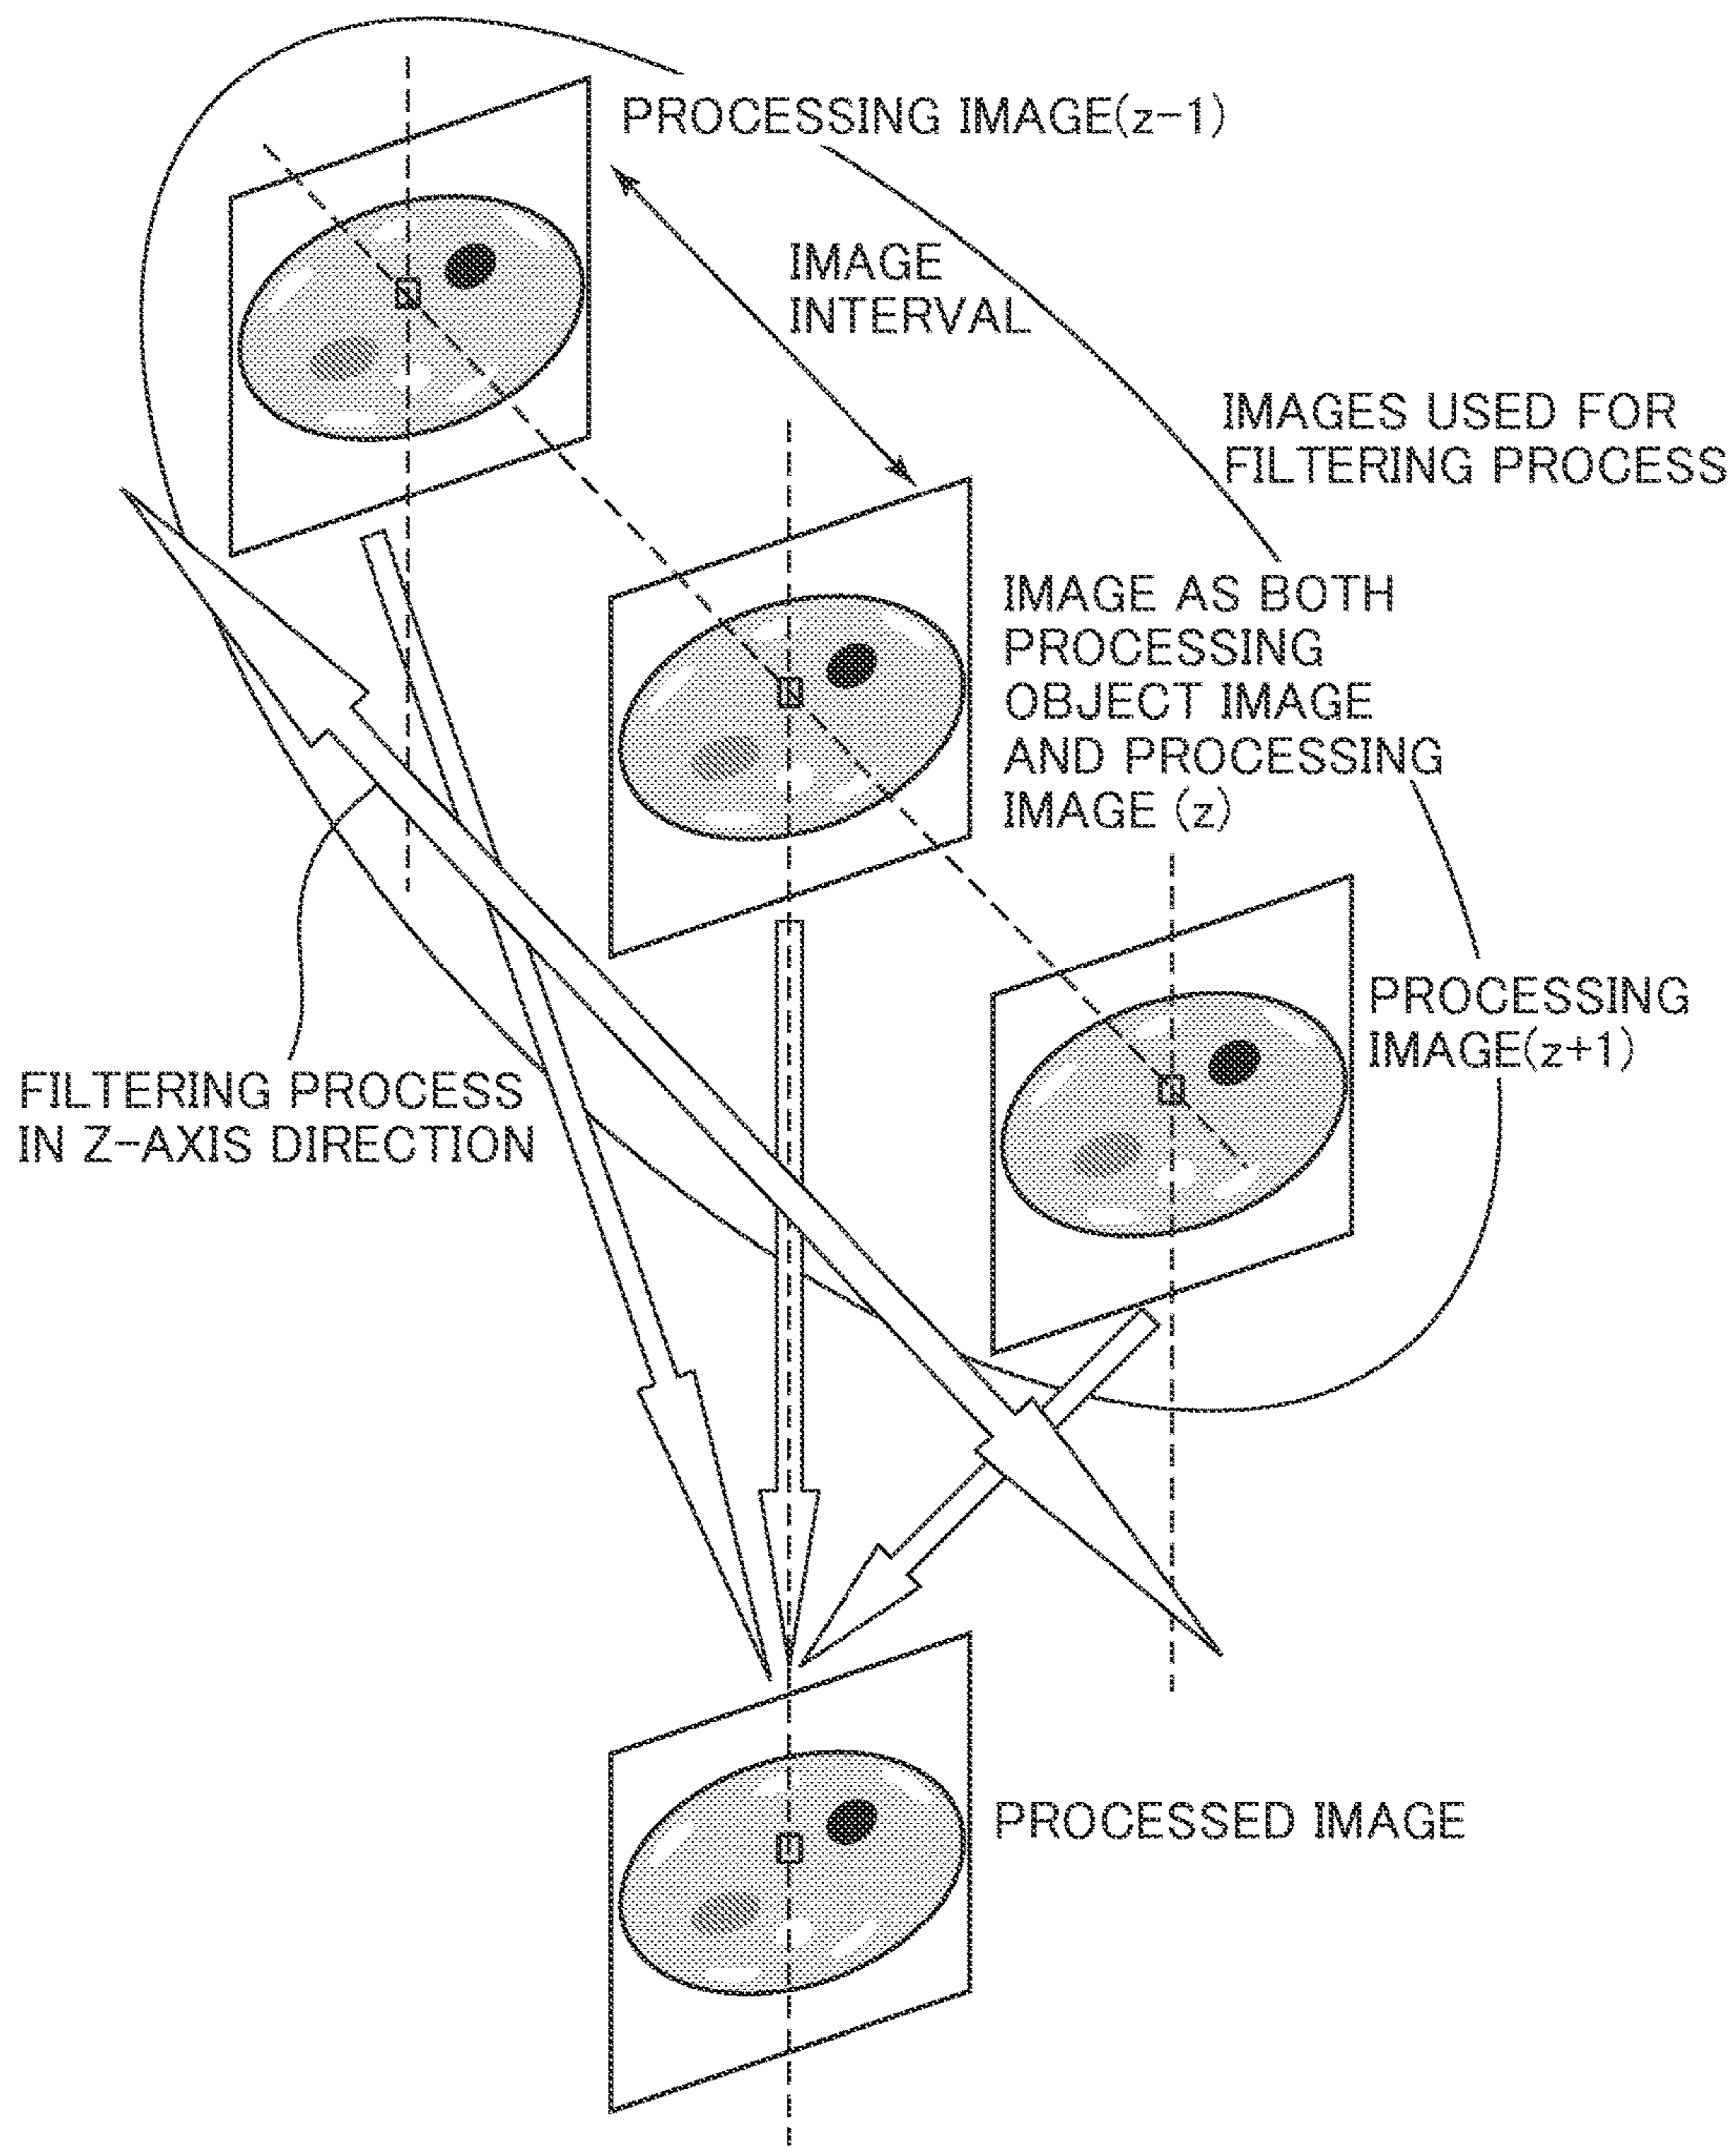 PROCESSING IMAGE(z-1)
IMAGE
INTERVAL
IMAGES USED FOR
FILTERING PROCESS
IMAGE AS BOTH
PROCESSING
OBJECT IMAGE
AND PROCESSING
IMAGE (z)
PROCESSING
IMAGE(z+1)
FILTERING PROCESS
IN Z-AXIS DIRECTION
PROCESSED IMAGE